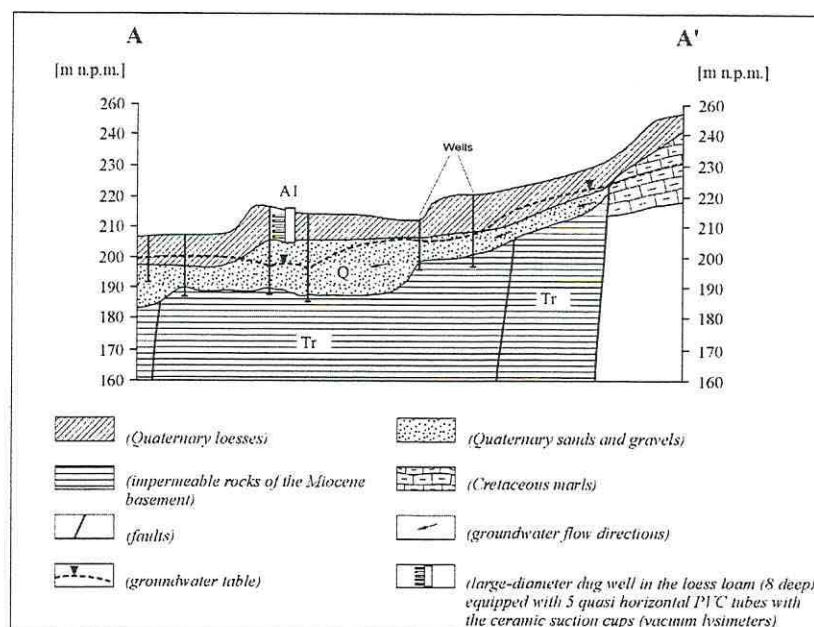 A A'
[m n.p.m.] [m n.p.m.]
260 260
250 250
240 240
230 230
220 220
210 210
200 200
190 190
180 180
170 170
160 160
Wells
A1
Q
Tr
Tr
(Quaternary loesses) (Quaternary sands and gravels)
(impermeable rocks of the Miocene (Cretaceous marls)
basement)
(faults) (groundwater flow directions)
(groundwater table) (large-diameter dug well in the loess loam (8 deep)
equipped with 5 quasi horizontal PVC tubes with
the ceramic suction cups (vacuum lysimeters)